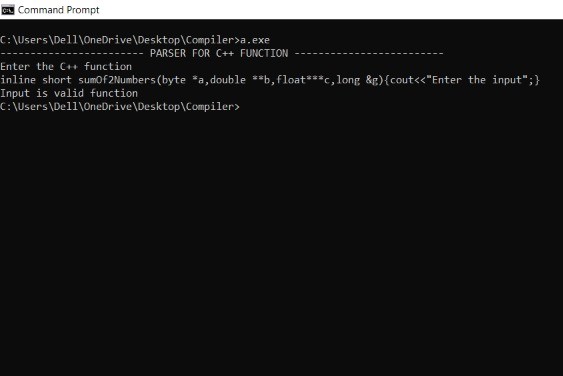 Command Prompt
C:\Users\Dell\OneDrive\Desktop\Compiler>a.exe
------------------------ PARSER FOR C++ FUNCTION -------------------------
Enter the C++ function
inline short sumOf2Numbers(byte *a,double **b,float***c,long &g){cout<<"Enter the input";}
Input is valid function
C:\Users\Dell\OneDrive\Desktop\Compiler>